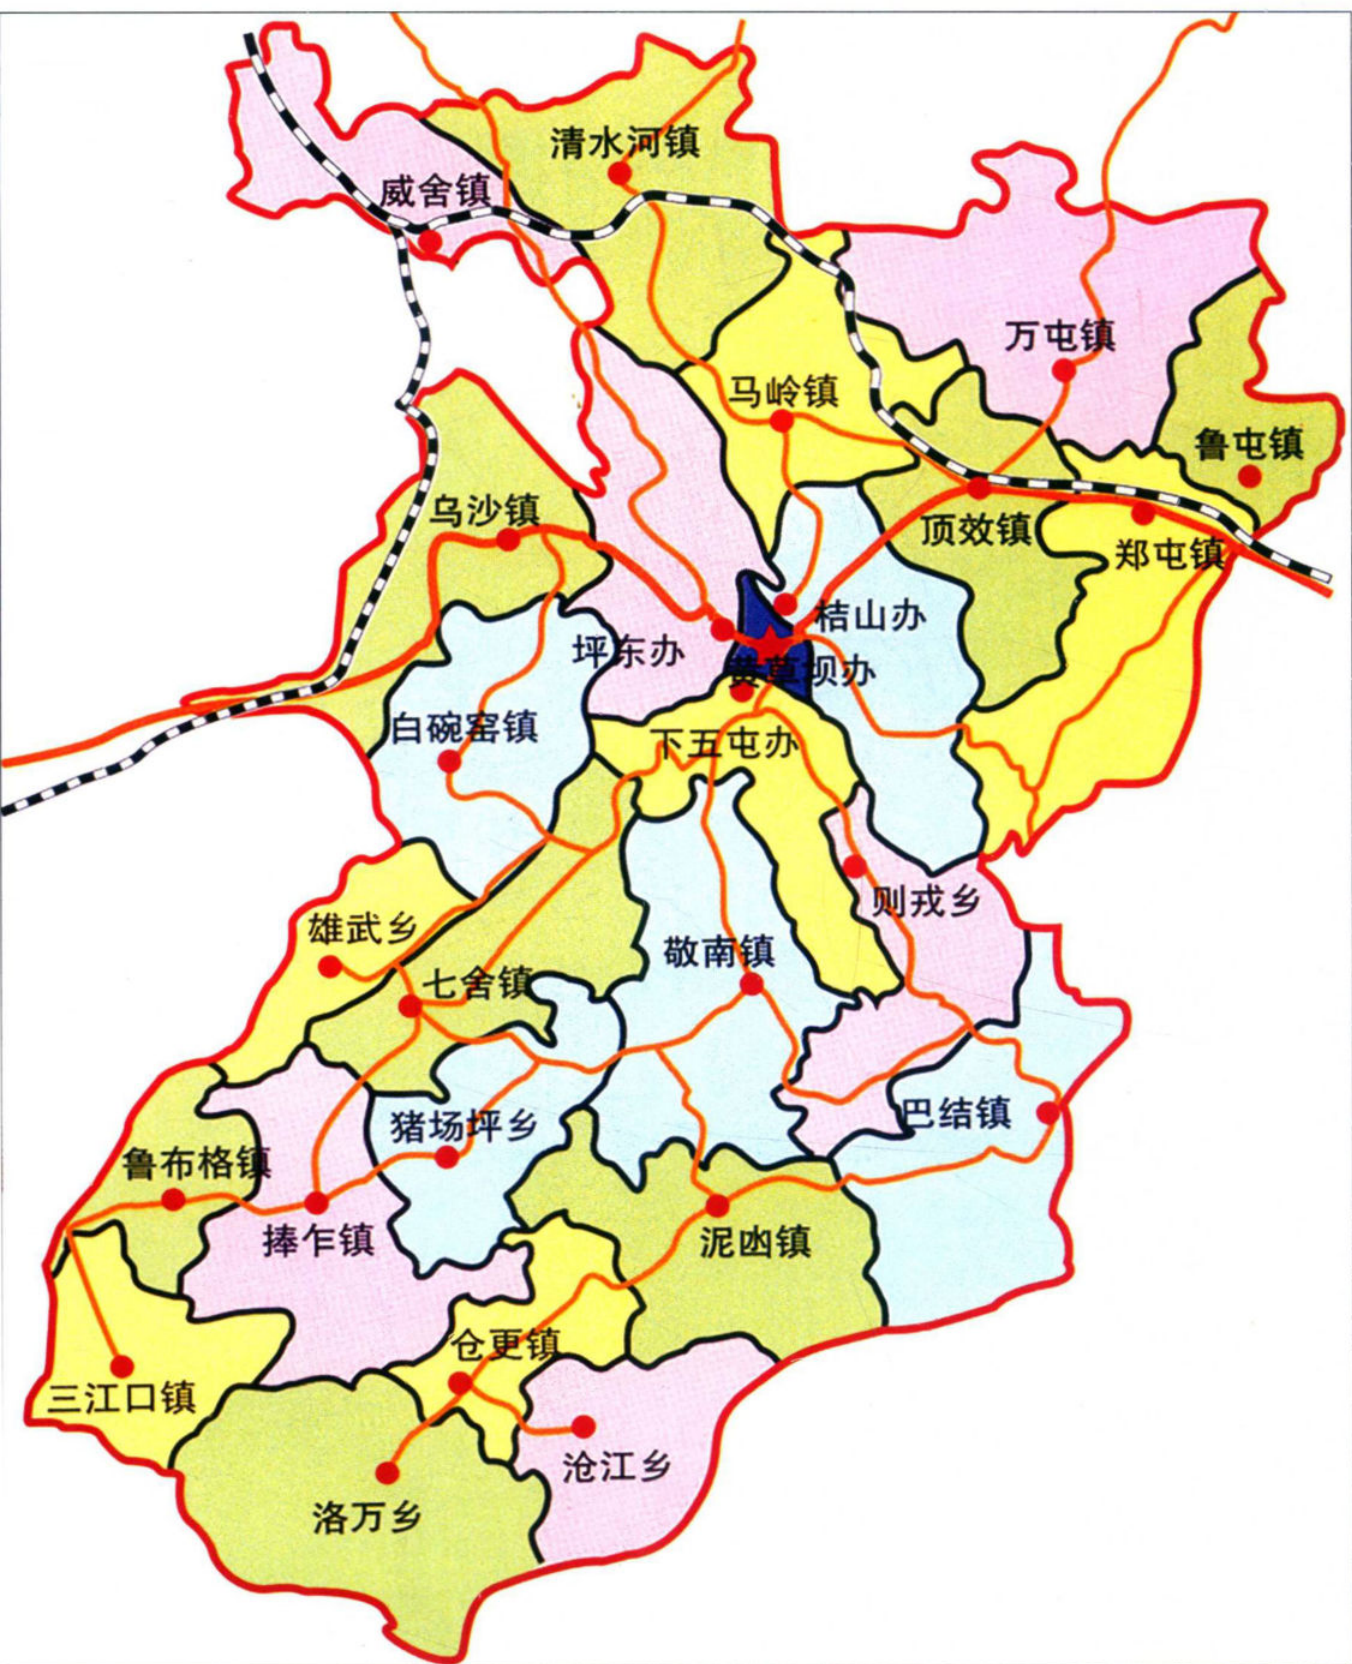 清水河镇
威舍镇
万屯镇
马岭镇
鲁屯镇
乌沙镇
顶效镇
郑屯镇
桔山办
坪东办
黄草坝办
白碗窑镇
下五屯办
则戎乡
雄武乡
敬南镇
七舍镇
巴结镇
猪场坪乡
鲁布格镇
捧乍镇
泥凼镇
仓更镇
三江口镇
沧江乡
洛万乡